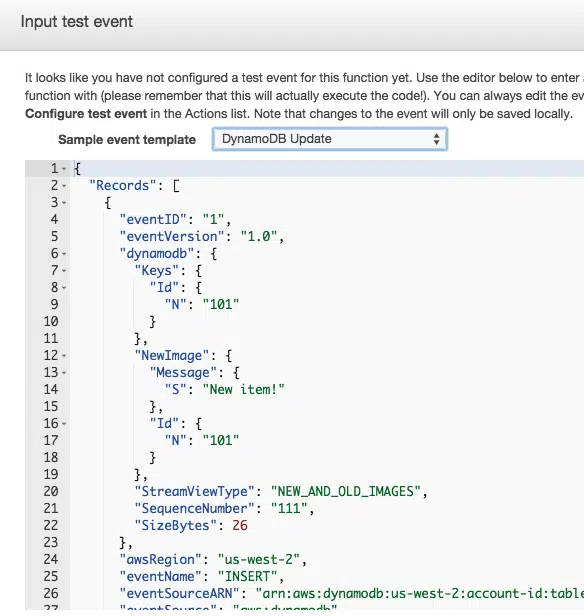 Input test event
It looks like you have not configured a test event for this function yet. Use the editor below to enter
function with (please remember that this will actually execute the code!). You can always edit the
Configure test event in the Actions list. Note that changes to the event will only be saved locally.
Sample event template DynamoDB Update
1 {
2 "Records": [
3 {
4 "eventID": "1",
5 "eventVersion": "1.0",
6 "dynamodb": {
7 "Keys": {
8 "Id": {
9 "N": "101"
10 }
11 },
12 "NewImage": {
13 "Message": {
14 "S": "New item!"
15 },
16 "Id": {
17 "N": "101"
18 }
19 },
20 "StreamViewType": "NEW_AND_OLD_IMAGES",
21 "SequenceNumber": "111",
22 "SizeBytes": 26
23 },
24 "awsRegion": "us-west-2",
25 "eventName": "INSERT",
26 "eventSourceARN": "arn:aws:dynamodb:us-west-2:account-id:tabl
27 "eventSource": "aws:dynamodb"